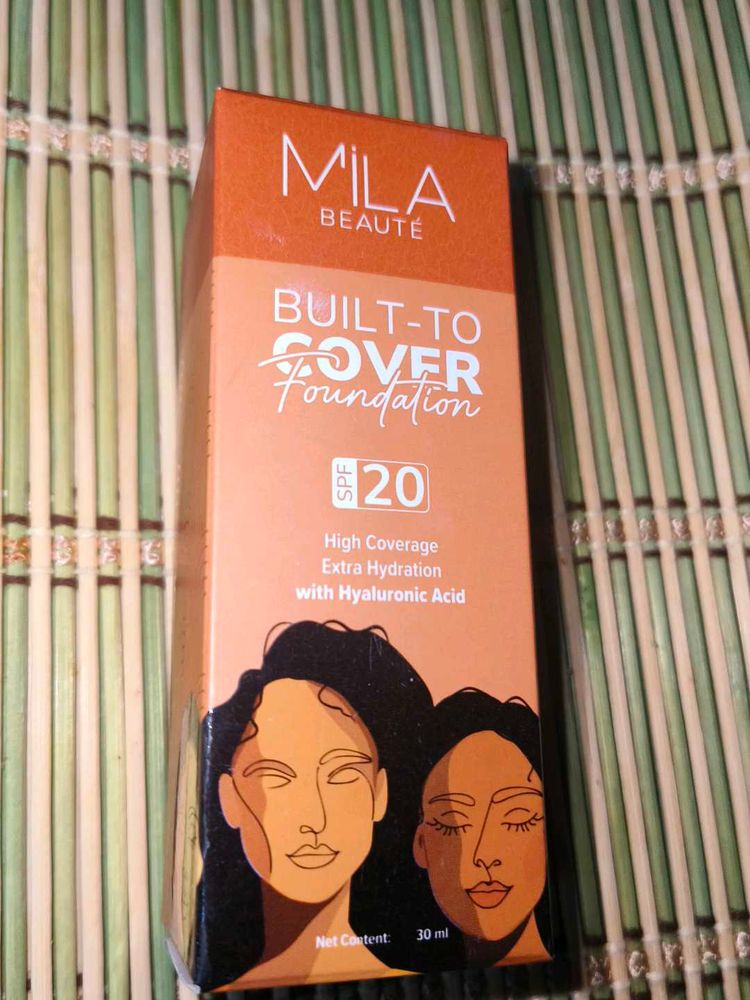 MiLA
BEAUTÉ
BUILT-TO
COVER
Foundation
SPF 20
High Coverage
Extra Hydration
with Hyaluronic Acid
Net Content: 30 ml